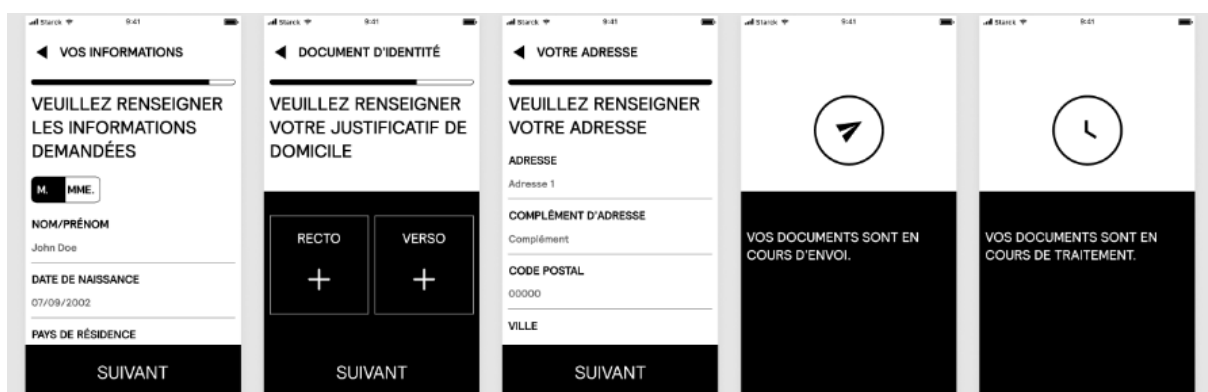 Starck 9:41
VOS INFORMATIONS
VEUILLEZ RENSEIGNER
LES INFORMATIONS
DEMANDÉES
M. MME.
NOM/PRÉNOM
John Doe
DATE DE NAISSANCE
07/09/2002
PAYS DE RÉSIDENCE
SUIVANT
Starck 9:41
DOCUMENT D'IDENTITÉ
VEUILLEZ RENSEIGNER
VOTRE JUSTIFICATIF DE
DOMICILE
RECTO VERSO
+ +
SUIVANT
Starck 9:41
VOTRE ADRESSE
VEUILLEZ RENSEIGNER
VOTRE ADRESSE
ADRESSE
Adresse 1
COMPLÉMENT D'ADRESSE
Complément
CODE POSTAL
00000
VILLE
SUIVANT
Starck 9:41
VOS DOCUMENTS SONT EN
COURS D'ENVOI.
Starck 9:41
VOS DOCUMENTS SONT EN
COURS DE TRAITEMENT.